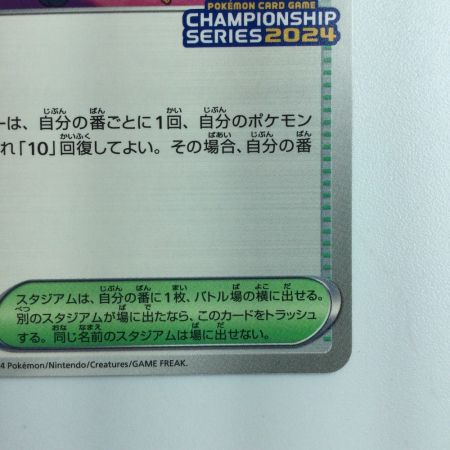 POKÉMON CARD GAME
CHAMPIONSHIP
SERIES 2024
ーは、自分の番ごとに1回、自分のポケモン
れ「10」回復してよい。その場合、自分の番
スタジアムは、自分の番に1枚、バトル場の横に出せる。
別のスタジアムが場に出たなら、このカードをトラッシュ
する。同じ名前のスタジアムは場に出せない。
4 Pokémon/Nintendo/Creatures/GAME FREAK.